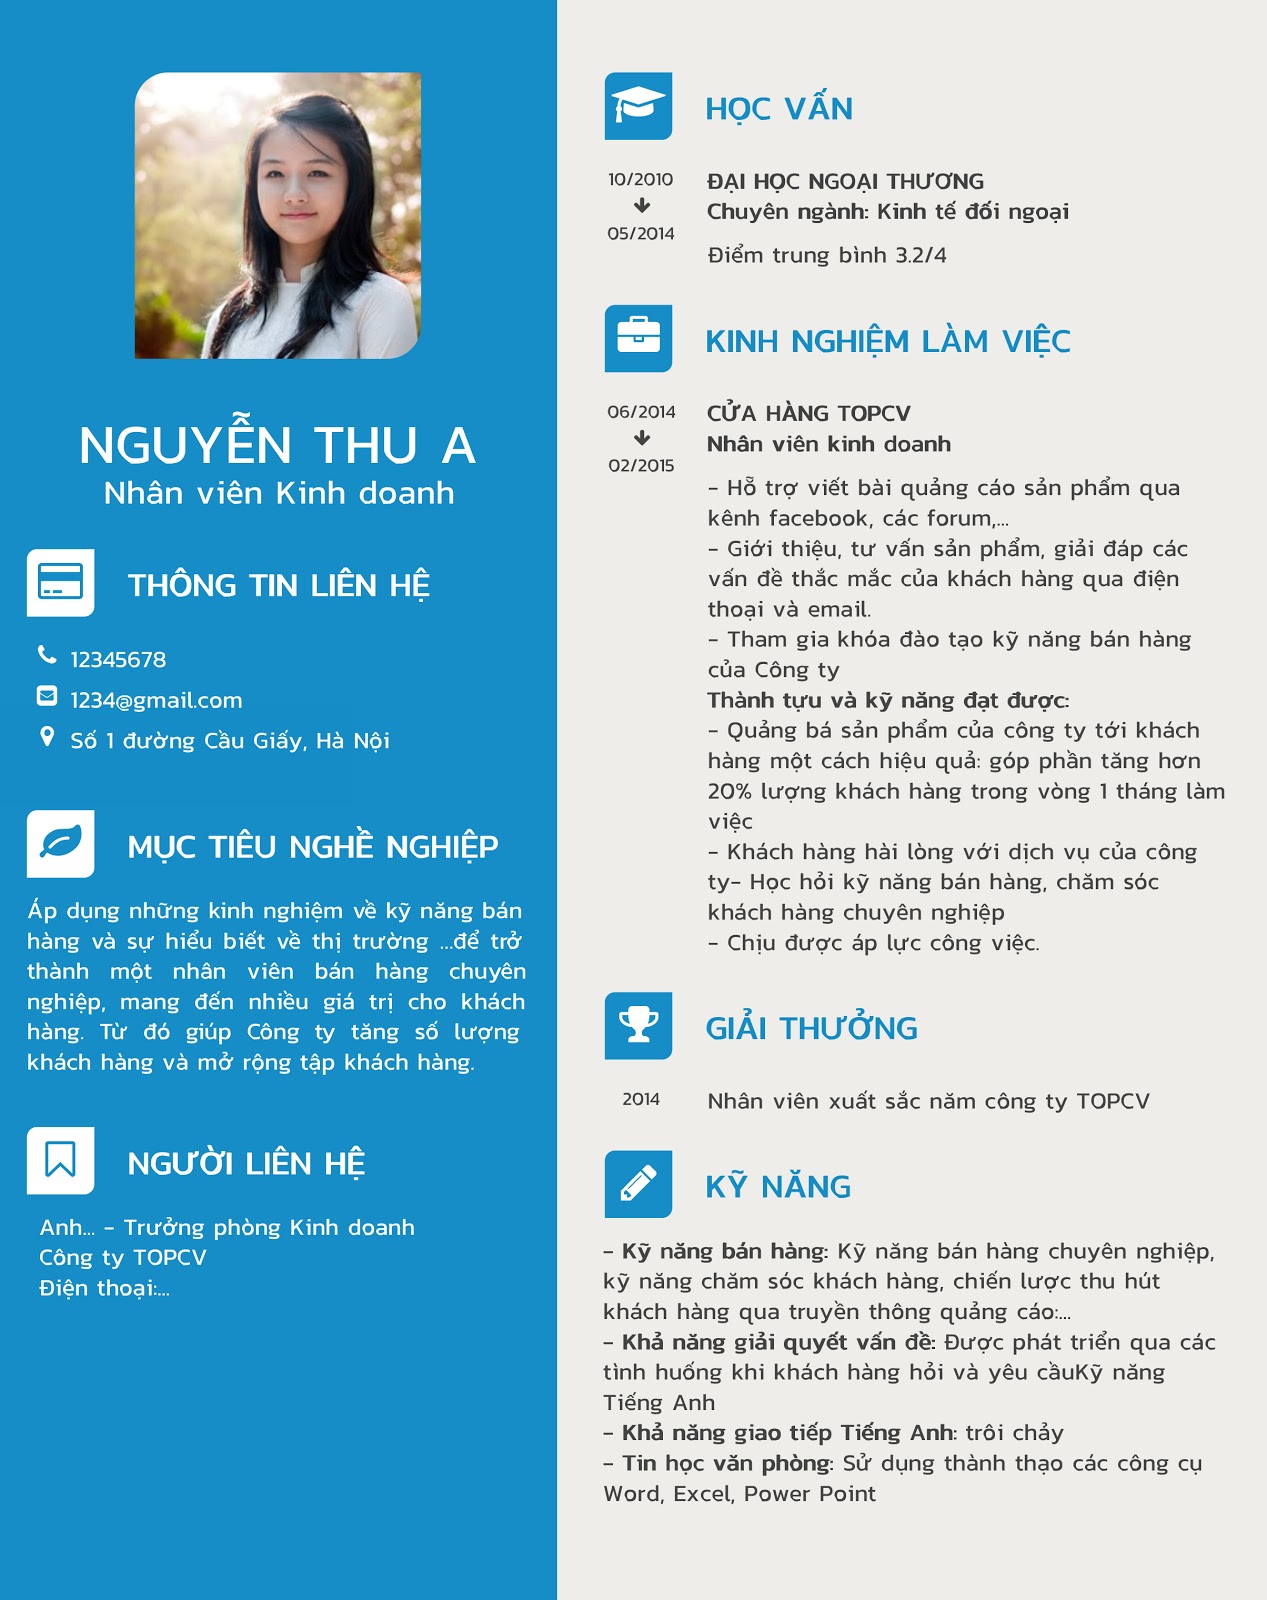 NGUYỄN THU A
Nhân viên Kinh doanh
THÔNG TIN LIÊN HỆ
12345678
1234@gmail.com
Số 1 đường Cầu Giấy, Hà Nội
MỤC TIÊU NGHỀ NGHIỆP
Áp dụng những kinh nghiệm về kỹ năng bán
hàng và sự hiểu biết về thị trường ...để trở
thành một nhân viên bán hàng chuyên
nghiệp, mang đến nhiều giá trị cho khách
hàng. Từ đó giúp Công ty tăng số lượng
khách hàng và mở rộng tập khách hàng.
NGƯỜI LIÊN HỆ
Anh... - Trưởng phòng Kinh doanh
Công ty TOPCV
Điện thoại:...
HỌC VẤN
10/2010
05/2014
ĐẠI HỌC NGOẠI THƯƠNG
Chuyên ngành: Kinh tế đối ngoại
Điểm trung bình 3.2/4
KINH NGHIỆM LÀM VIỆC
06/2014
02/2015
CỬA HÀNG TOPCV
Nhân viên kinh doanh
- Hỗ trợ viết bài quảng cáo sản phẩm qua
kênh facebook, các forum,...
- Giới thiệu, tư vấn sản phẩm, giải đáp các
vấn đề thắc mắc của khách hàng qua điện
thoại và email.
- Tham gia khóa đào tạo kỹ năng bán hàng
của Công ty
Thành tựu và kỹ năng đạt được:
- Quảng bá sản phẩm của công ty tới khách
hàng một cách hiệu quả: góp phần tăng hơn
20% lượng khách hàng trong vòng 1 tháng làm
việc
- Khách hàng hài lòng với dịch vụ của công
ty- Học hỏi kỹ năng bán hàng, chăm sóc
khách hàng chuyên nghiệp
- Chịu được áp lực công việc.
GIẢI THƯỞNG
2014 Nhân viên xuất sắc năm công ty TOPCV
KỸ NĂNG
- Kỹ năng bán hàng: Kỹ năng bán hàng chuyên nghiệp,
kỹ năng chăm sóc khách hàng, chiến lược thu hút
khách hàng qua truyền thông quảng cáo:...
- Khả năng giải quyết vấn đề: Được phát triển qua các
tình huống khi khách hàng hỏi và yêu cầuKỹ năng
Tiếng Anh
- Khả năng giao tiếp Tiếng Anh: trôi chảy
- Tin học văn phòng: Sử dụng thành thạo các công cụ
Word, Excel, Power Point